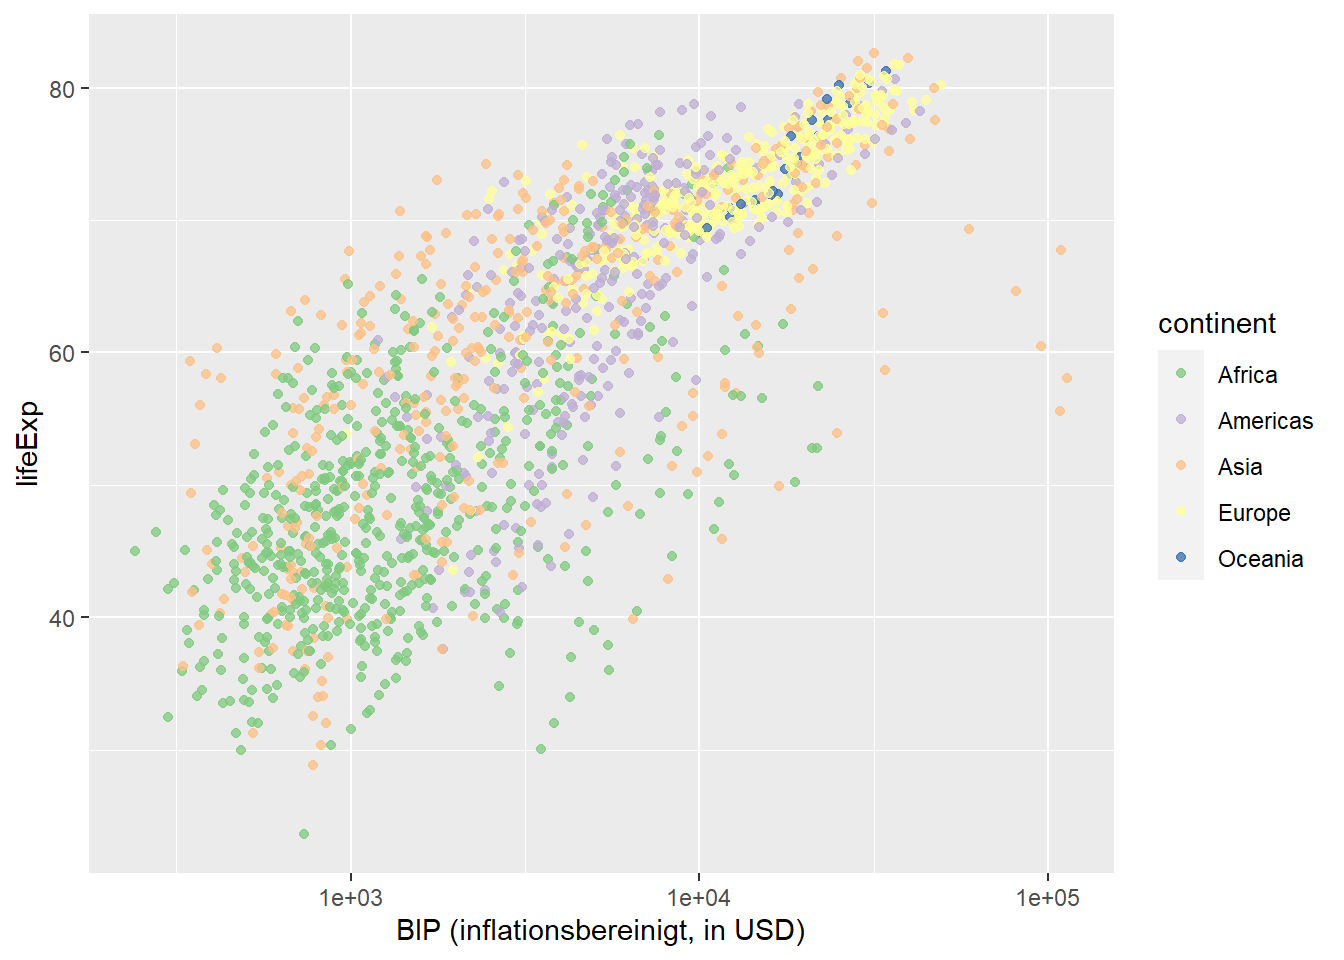 80
60
40
lifeExp
1e+03
1e+04
1e+05
BIP (inflationsbereinigt, in USD)
continent
Africa
Americas
Asia
Europe
Oceania